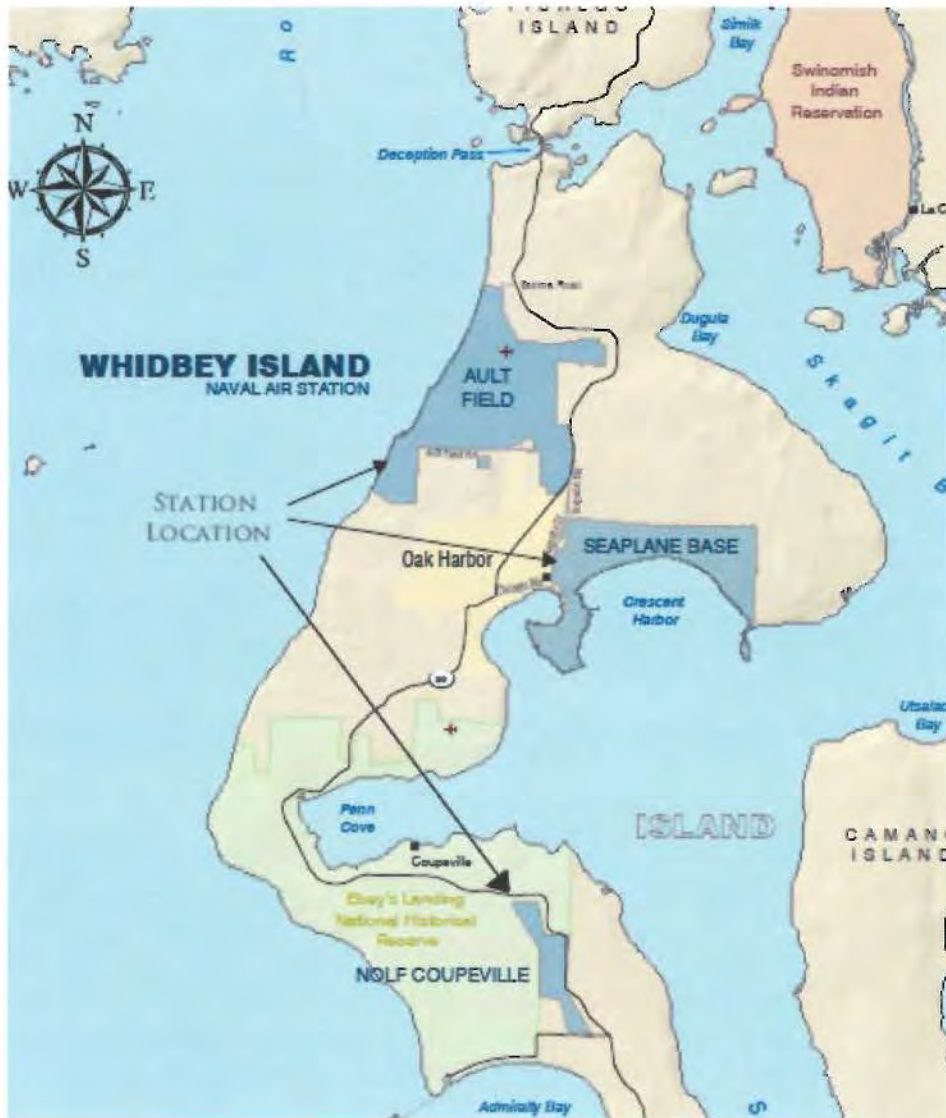 ISLAND
Similk
Bay
Swinomish
Indian
Reservation
N
W
E
S
Deception Pass
La C
Dugula
Bay
WHIDBEY ISLAND
NAVAL AIR STATION
AULT
FIELD
Skagit B
STATION
LOCATION
Oak Harbor
SEAPLANE BASE
Crescent
Harbor
Utsalad
Bay
Penn
Cove
ISLAND
CAMANO
ISLAND
Coupeville
Ebey's Landing
National Historical
Reserve
NOLF COUPEVILLE
Admiralty Bay
S